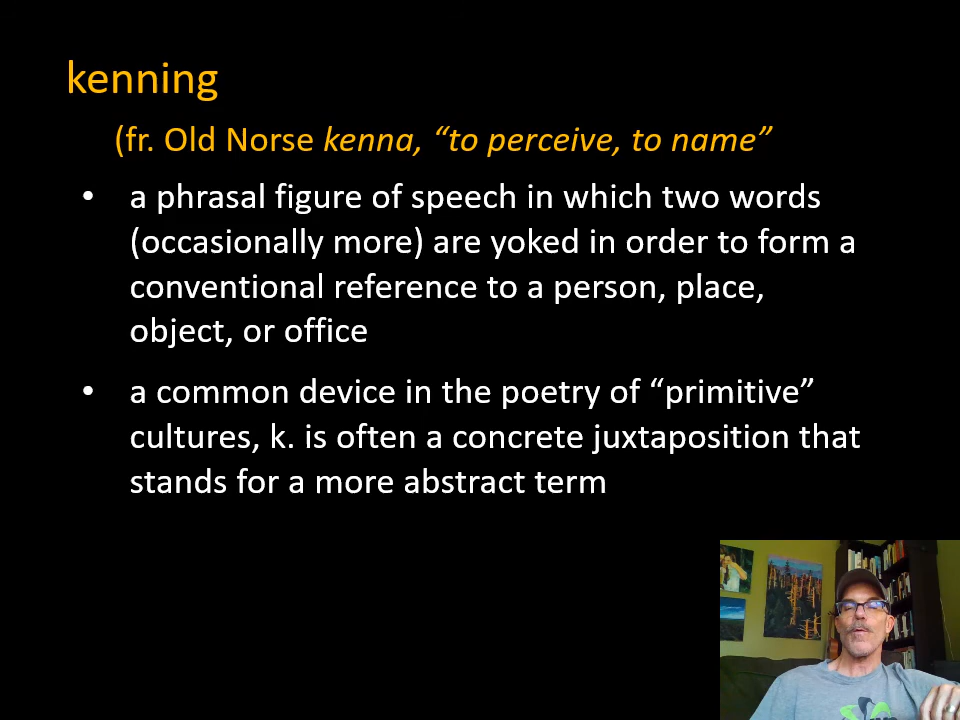 kenning
(fr. Old Norse kenna, “to perceive, to name”
• a phrasal figure of speech in which two words
(occasionally more) are yoked in order to form a
conventional reference to a person, place,
object, or office
• a common device in the poetry of “primitive”
cultures, k. is often a concrete juxtaposition that
stands for a more abstract term